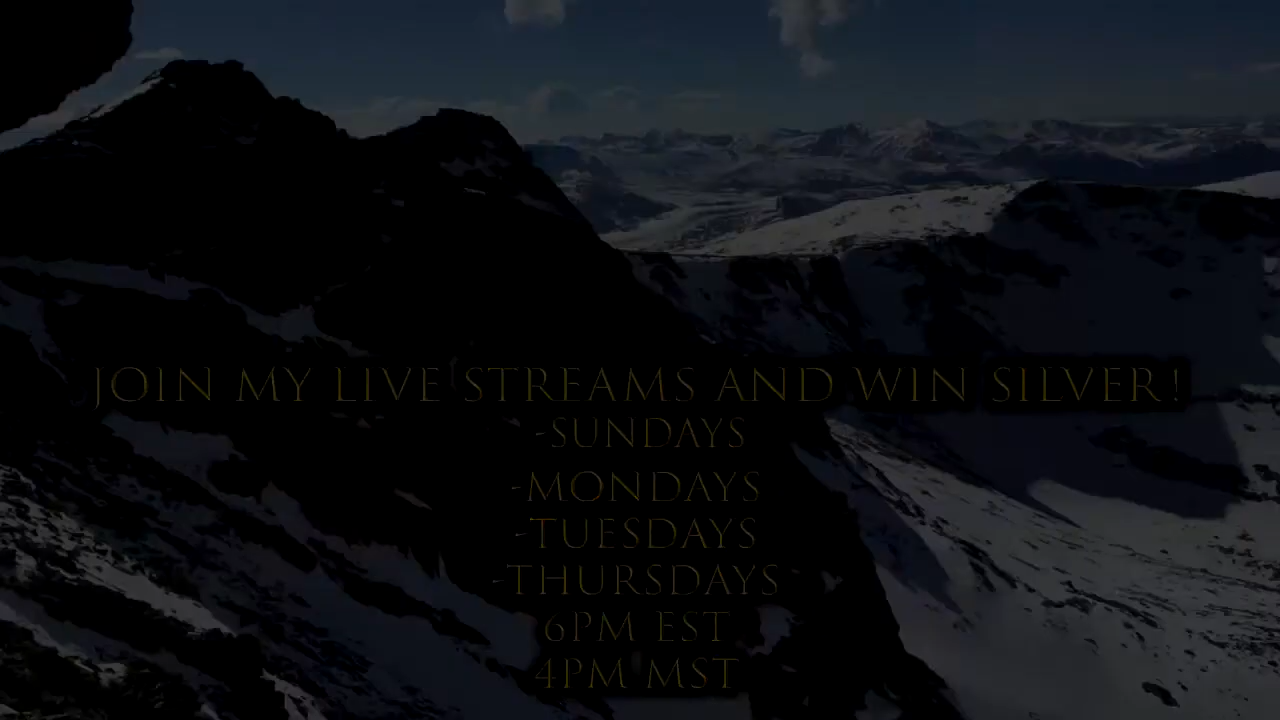 JOIN MY LIVE STREAMS AND WIN SILVER!
-SUNDAYS
-MONDAYS
-TUESDAYS
-THURSDAYS
6PM EST
4PM MST